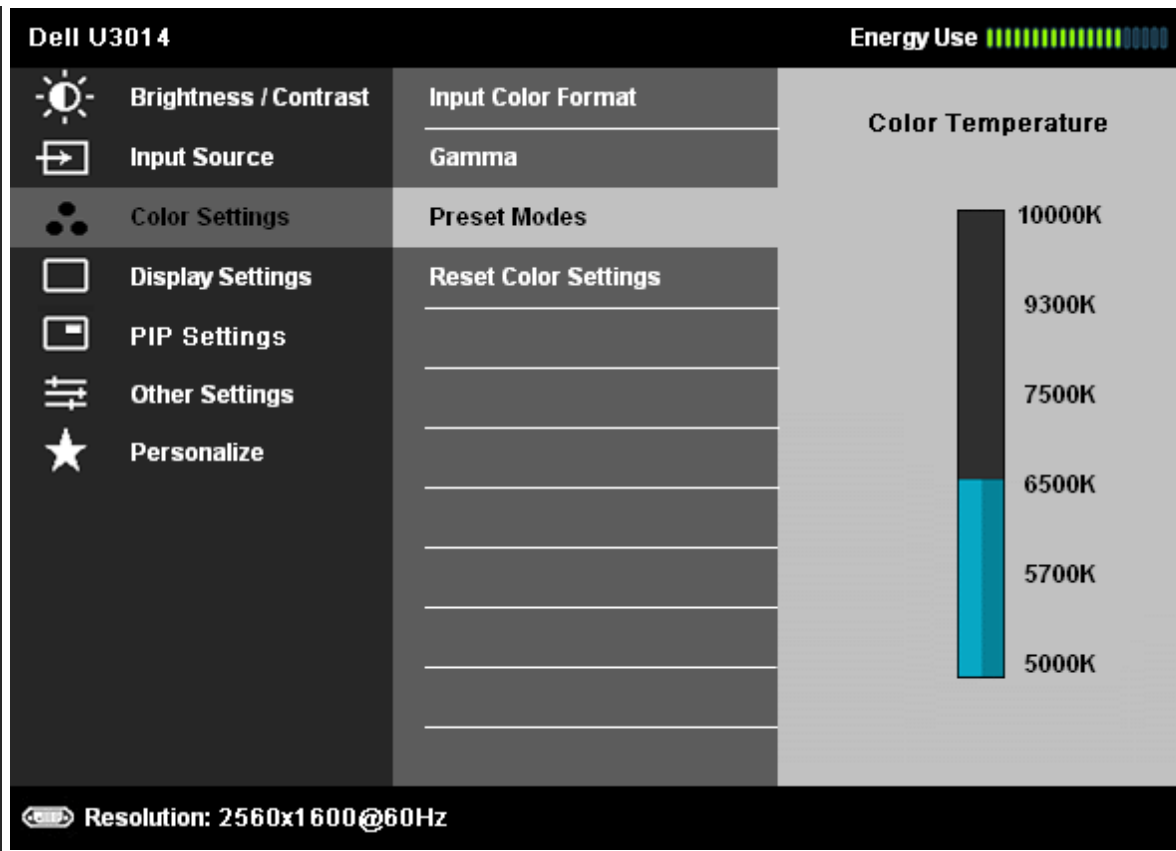 Dell U3014
Energy Use
Brightness / Contrast
Input Source
Color Settings
Display Settings
PIP Settings
Other Settings
Personalize
Input Color Format
Gamma
Preset Modes
Reset Color Settings
Color Temperature
10000K
9300K
7500K
6500K
5700K
5000K
Resolution: 2560x1600@60Hz